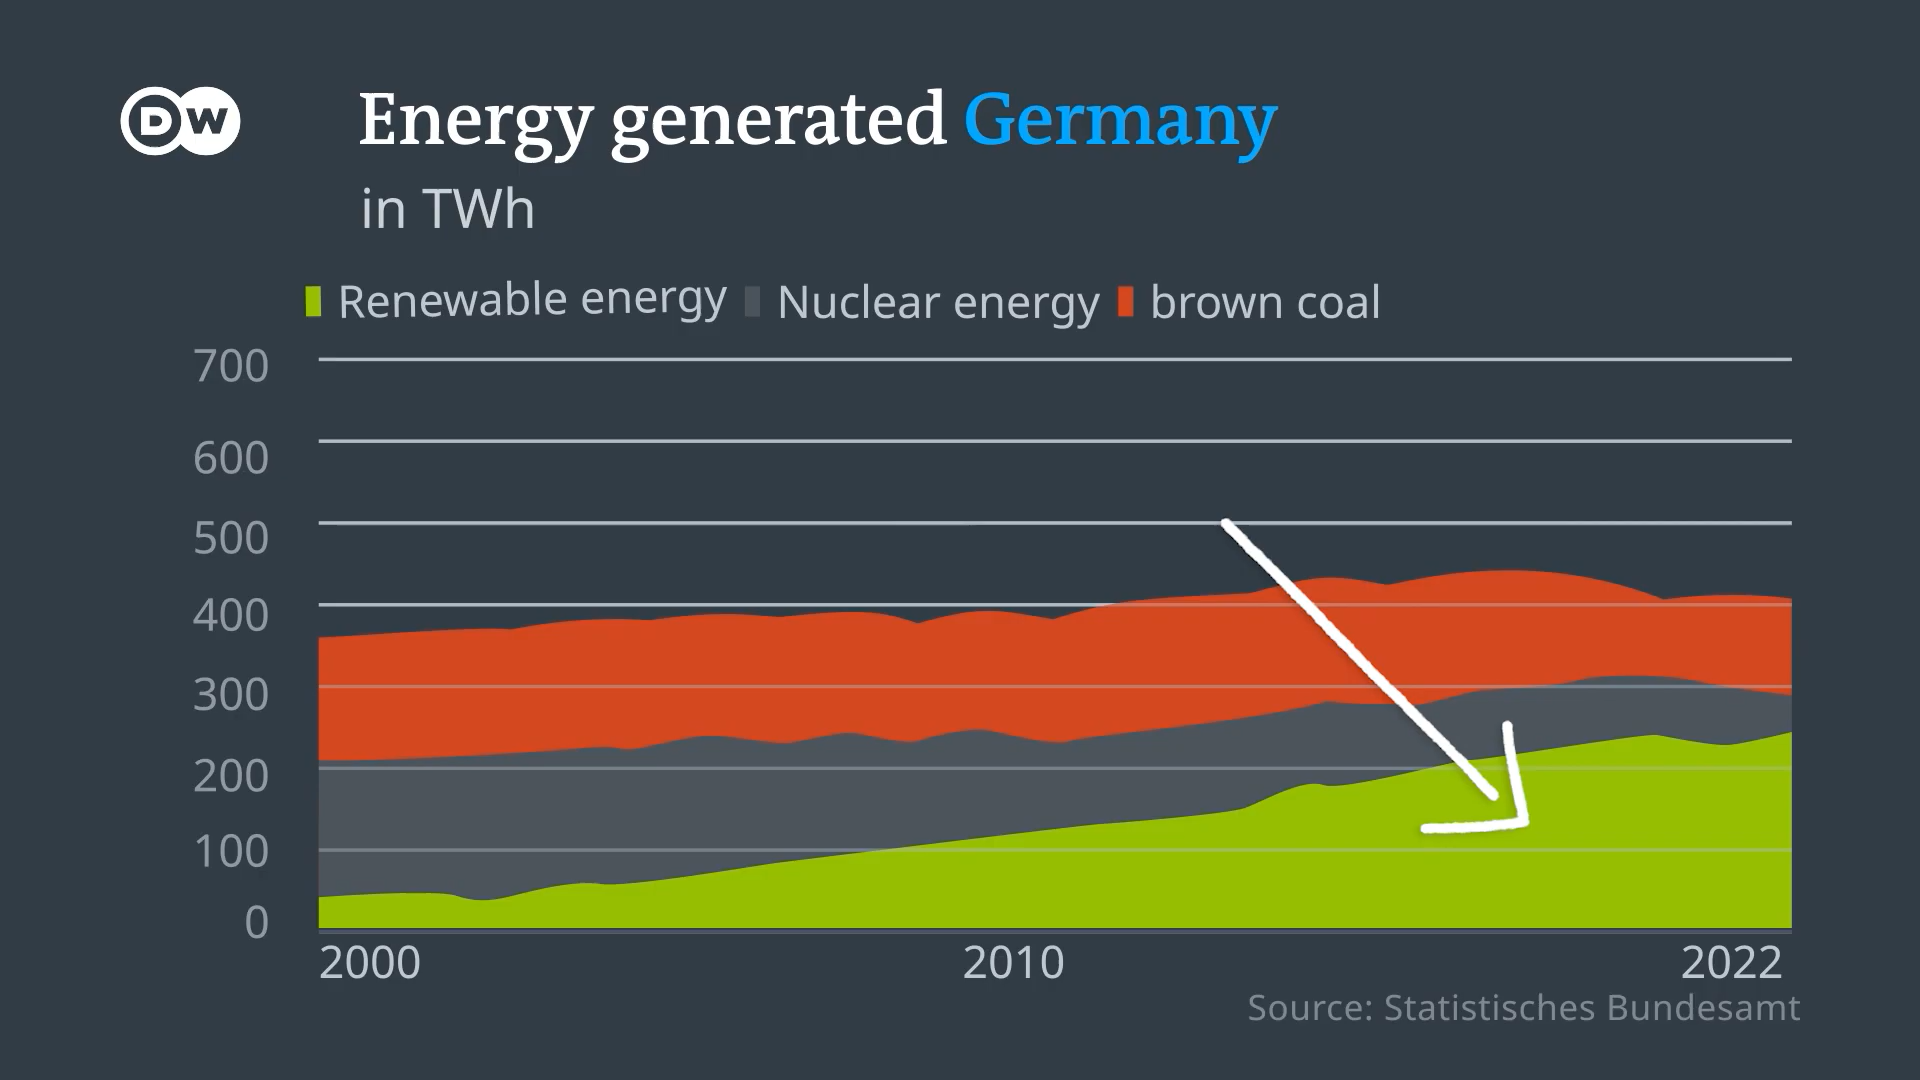 DW
Energy generated Germany
in TWh
Renewable energy Nuclear energy brown coal
700
600
500
400
300
200
100
0
2000 2010 2022
Source: Statistisches Bundesamt